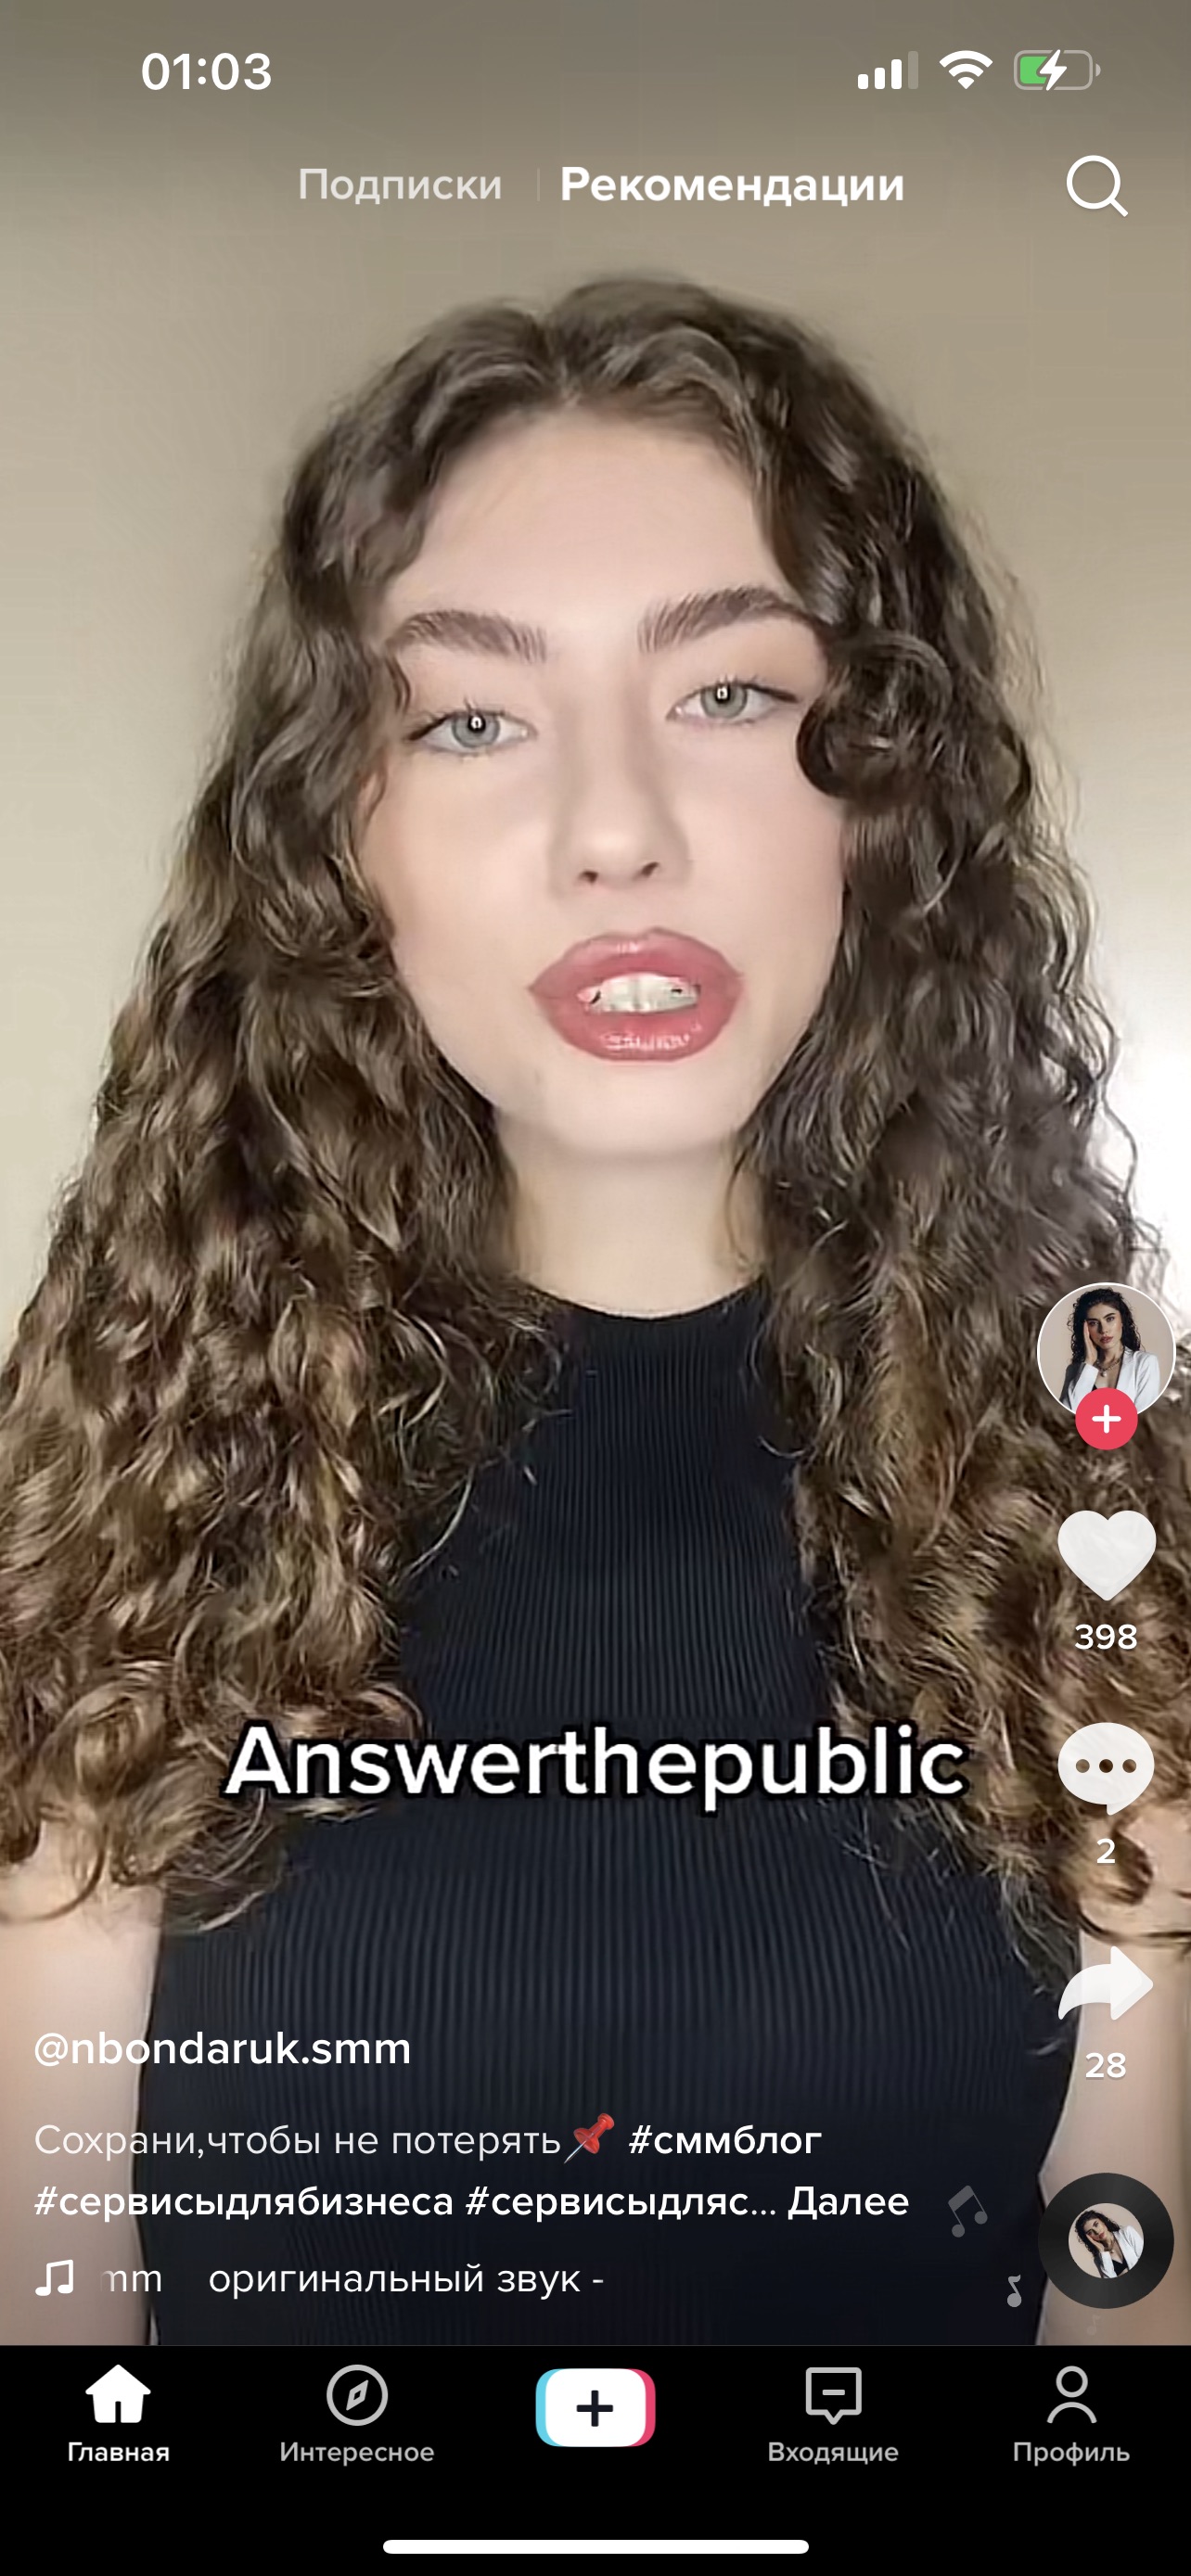 01:03
Подписки
Рекомендации
398
Answerthepublic
2
@nbondaruk.smm
28
Сохрани,чтобы не потерять📌 #сммблог
#сервисыдлябизнеса #сервисыдляс... Далее
mm оригинальный звук -
Главная
Интересное
Входящие
Профиль